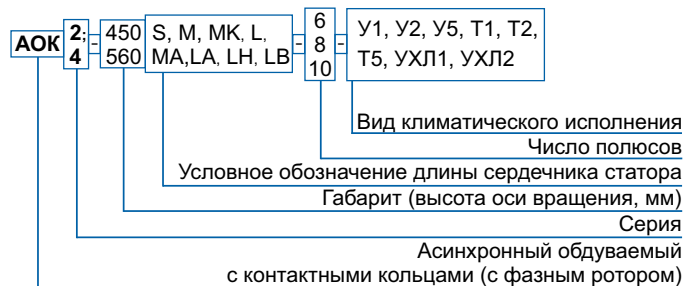 АОК 2; 4 - 450 560 S, M, MK, L, MA,LA, LH, LB - 6 8 10 - У1, У2, У5, Т1, Т2, Т5, УХЛ1, УХЛ2
Вид климатического исполнения
Число полюсов
Условное обозначение длины сердечника статора
Габарит (высота оси вращения, мм)
Серия
Асинхронный обдуваемый
с контактными кольцами (с фазным ротором)